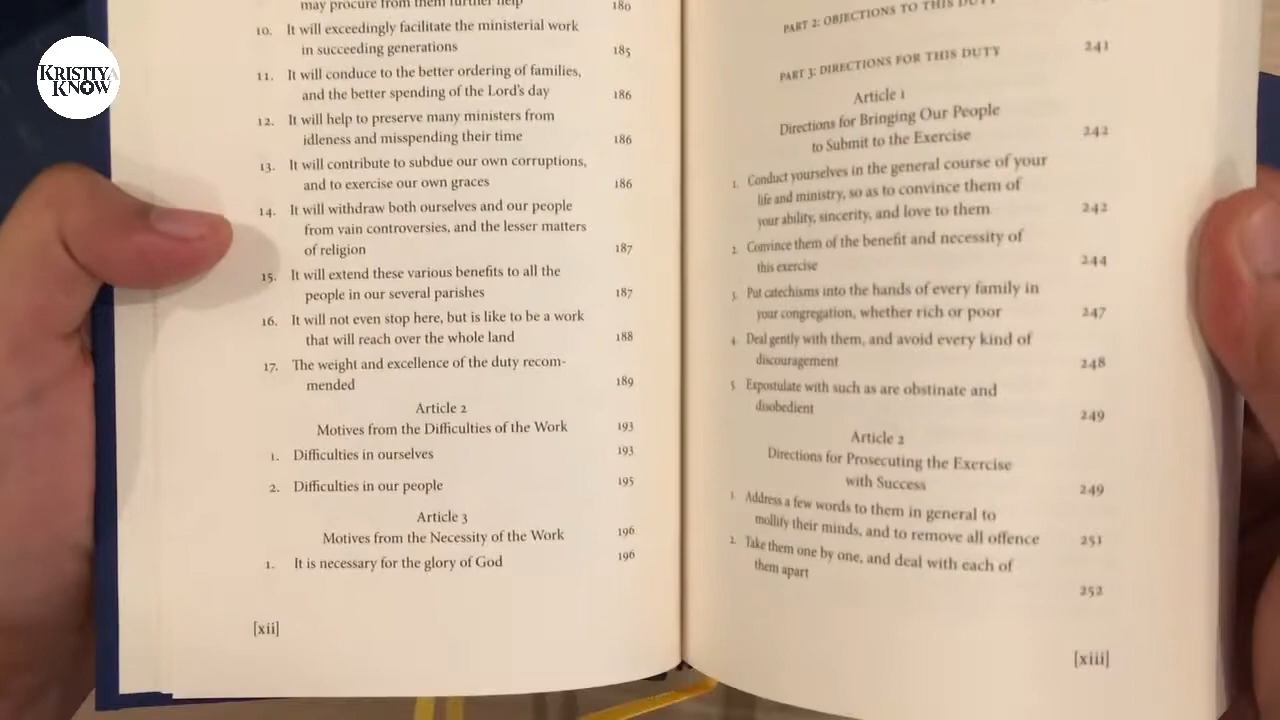 KRISTIYA
KNOW
may procure from them further help 180
10. It will exceedingly facilitate the ministerial work
in succeeding generations 185
11. It will conduce to the better ordering of families,
and the better spending of the Lord's day 186
12. It will help to preserve many ministers from
idleness and misspending their time 186
13. It will contribute to subdue our own corruptions,
and to exercise our own graces 186
14. It will withdraw both ourselves and our people
from vain controversies, and the lesser matters
of religion 187
15. It will extend these various benefits to all the
people in our several parishes 187
16. It will not even stop here, but is like to be a work
that will reach over the whole land 188
17. The weight and excellence of the duty recom-
mended 189
Article 2
Motives from the Difficulties of the Work 193
1. Difficulties in ourselves 193
2. Difficulties in our people 195
Article 3
Motives from the Necessity of the Work 196
1. It is necessary for the glory of God 196
[xii]
PART 2: OBJECTIONS TO THIS DUTY
PART 3: DIRECTIONS FOR THIS DUTY 241
Article 1
Directions for Bringing Our People
to Submit to the Exercise 242
1. Conduct yourselves in the general course of your
life and ministry, so as to convince them of
your ability, sincerity, and love to them 242
2. Convince them of the benefit and necessity of
this exercise 244
3. Put catechisms into the hands of every family in
your congregation, whether rich or poor 247
4. Deal gently with them, and avoid every kind of
discouragement 248
5. Expostulate with such as are obstinate and
disobedient 249
Article 2
Directions for Prosecuting the Exercise
with Success 249
1. Address a few words to them in general to
mollify their minds, and to remove all offence 251
2. Take them one by one, and deal with each of
them apart 252
[xiii]